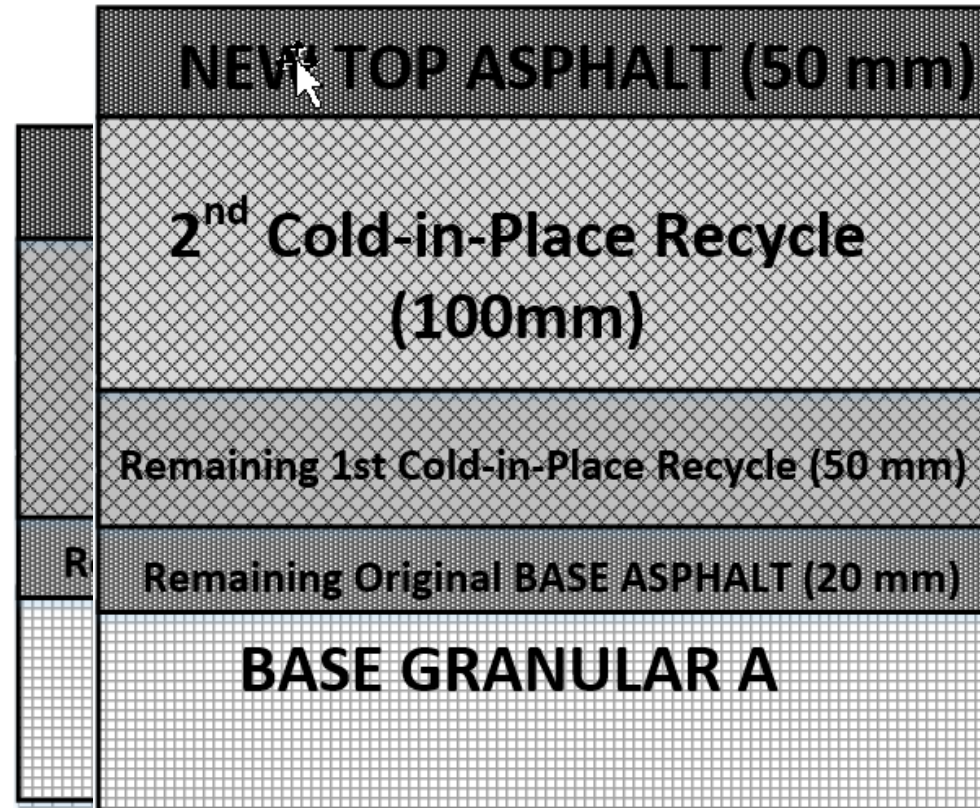 NEW TOP ASPHALT (50 mm)
2nd Cold-in-Place Recycle
(100mm)
Remaining 1st Cold-in-Place Recycle (50 mm)
Remaining Original BASE ASPHALT (20 mm)
BASE GRANULAR A